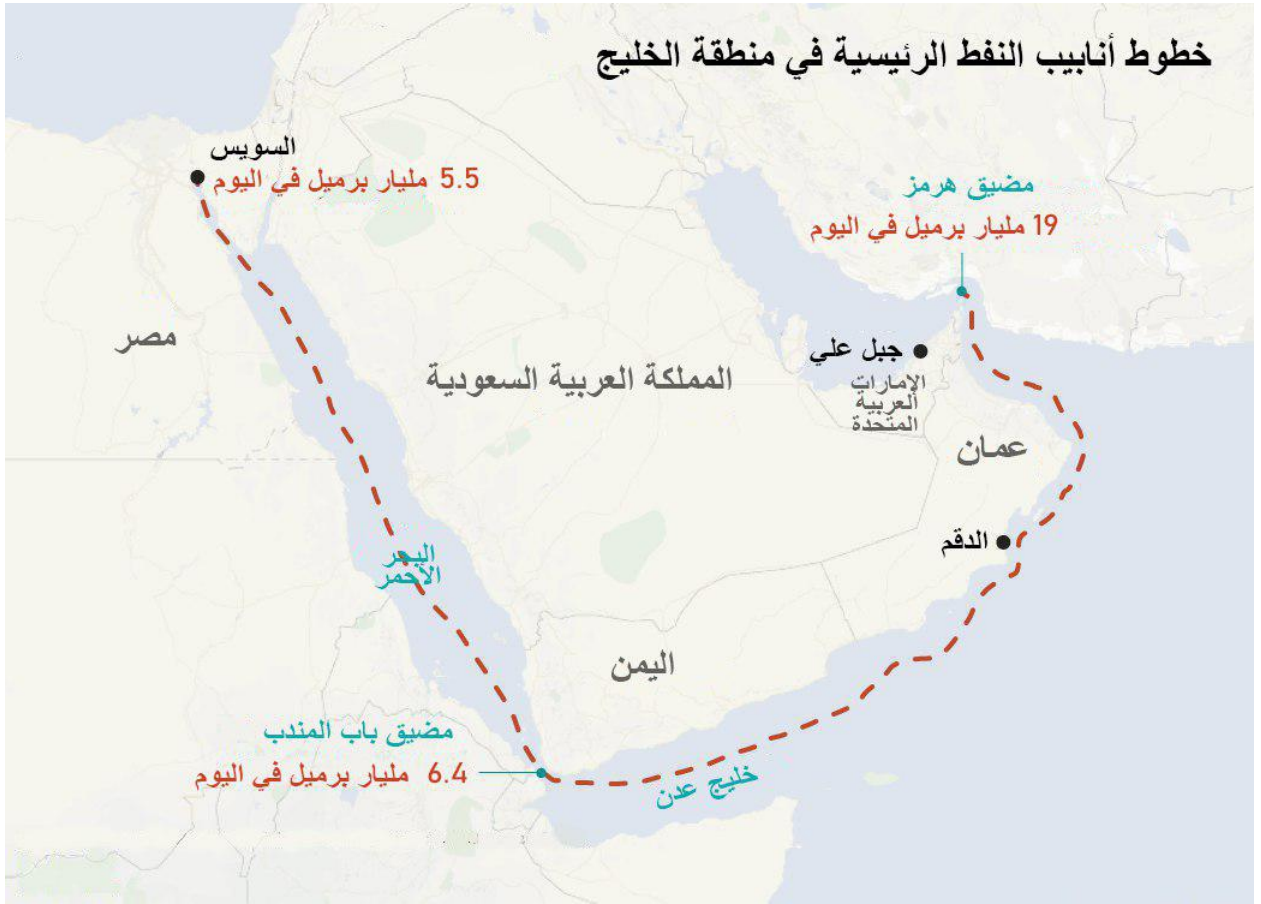 خطوط أنابيب النفط الرئيسية في منطقة الخليج
السويس
5.5 مليار برميل في اليوم
مضيق هرمز
19 مليار برميل في اليوم
مصر
جبل علي
المملكة العربية السعودية
الإمارات
العربية
المتحدة
عمان
الدقم
البحر
الأحمر
اليمن
مضيق باب المندب
6.4 مليار برميل في اليوم
خليج عدن